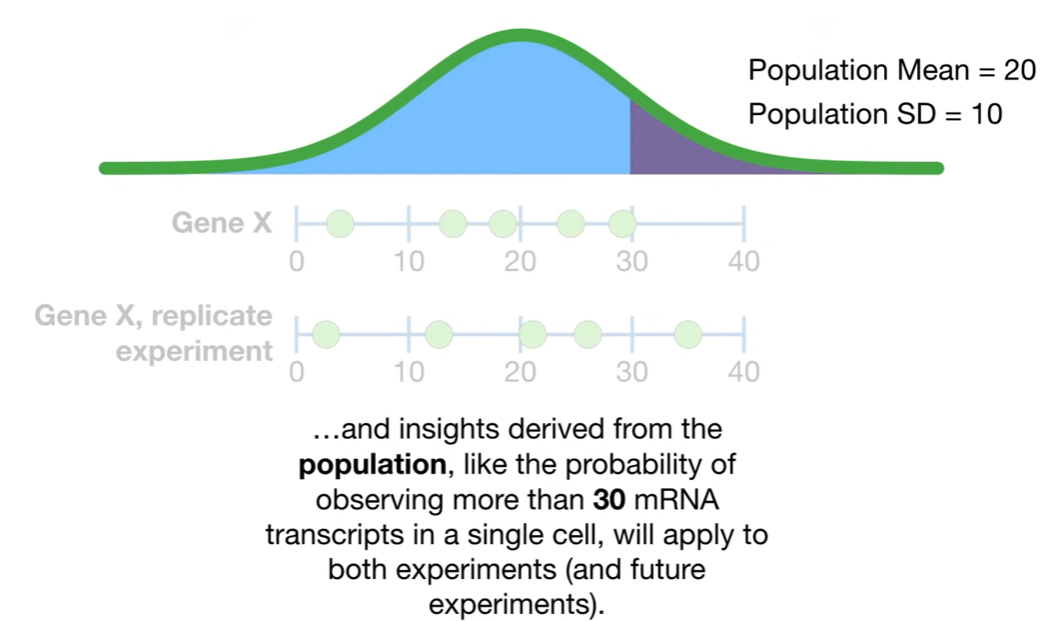 Population Mean = 20
Population SD = 10
Gene X
0 10 20 30 40
Gene X, replicate
experiment
0 10 20 30 40
…and insights derived from the
population, like the probability of
observing more than 30 mRNA
transcripts in a single cell, will apply to
both experiments (and future
experiments).